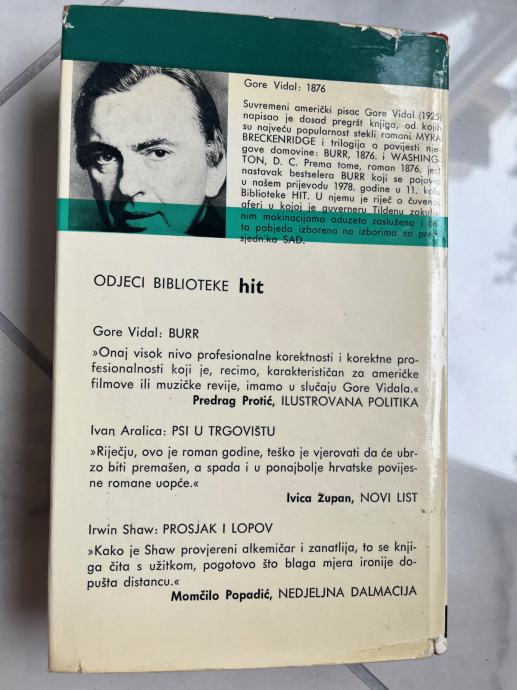 Gore Vidal: 1876
Suvremeni američki pisac Gore Vidal (1925)
napisao je dosad pregršt knjiga, od kojih
su najveću popularnost stekli romani MYRA
BRECKENRIDGE i trilogija o povijesti nje-
gove domovine: BURR, 1876. i WASHING-
TON, D. C. Prema tome, roman 1876. jest
nastavak bestselera BURR koji se pojavio
u našem prijevodu 1978. godine u 11. kolu
Biblioteke HIT. U njemu je riječ o čuvenoj
aferi u kojoj je guverneru Tildenu zakulis-
nim makinacijama oduzeta zaslužena i
ta pobjeda izborena na izborima za
sjednika SAD.
ODJECI BIBLIOTEKE hit
Gore Vidal: BURR
»Onaj visok nivo profesionalne korektnosti i korektne pro-
fesionalnosti koji je, recimo, karakterističan za američke
filmove ili muzičke revije, imamo u slučaju Gore Vidala.«
Predrag Protić, ILUSTROVANA POLITIKA
Ivan Aralica: PSI U TRGOVIŠTU
»Riječju, ovo je roman godine, teško je vjerovati da će ubr-
zo biti premašen, a spada i u ponajbolje hrvatske povijes-
ne romane uopće.«
Ivica Župan, NOVI LIST
Irwin Shaw: PROSJAK I LOPOV
»Kako je Shaw provjereni alkemičar i zanatlija, to se knji-
ga čita s užitkom, pogotovo što blaga mjera ironije do-
pušta distancu.«
Momčilo Popadić, NEDJELJNA DALMACIJA